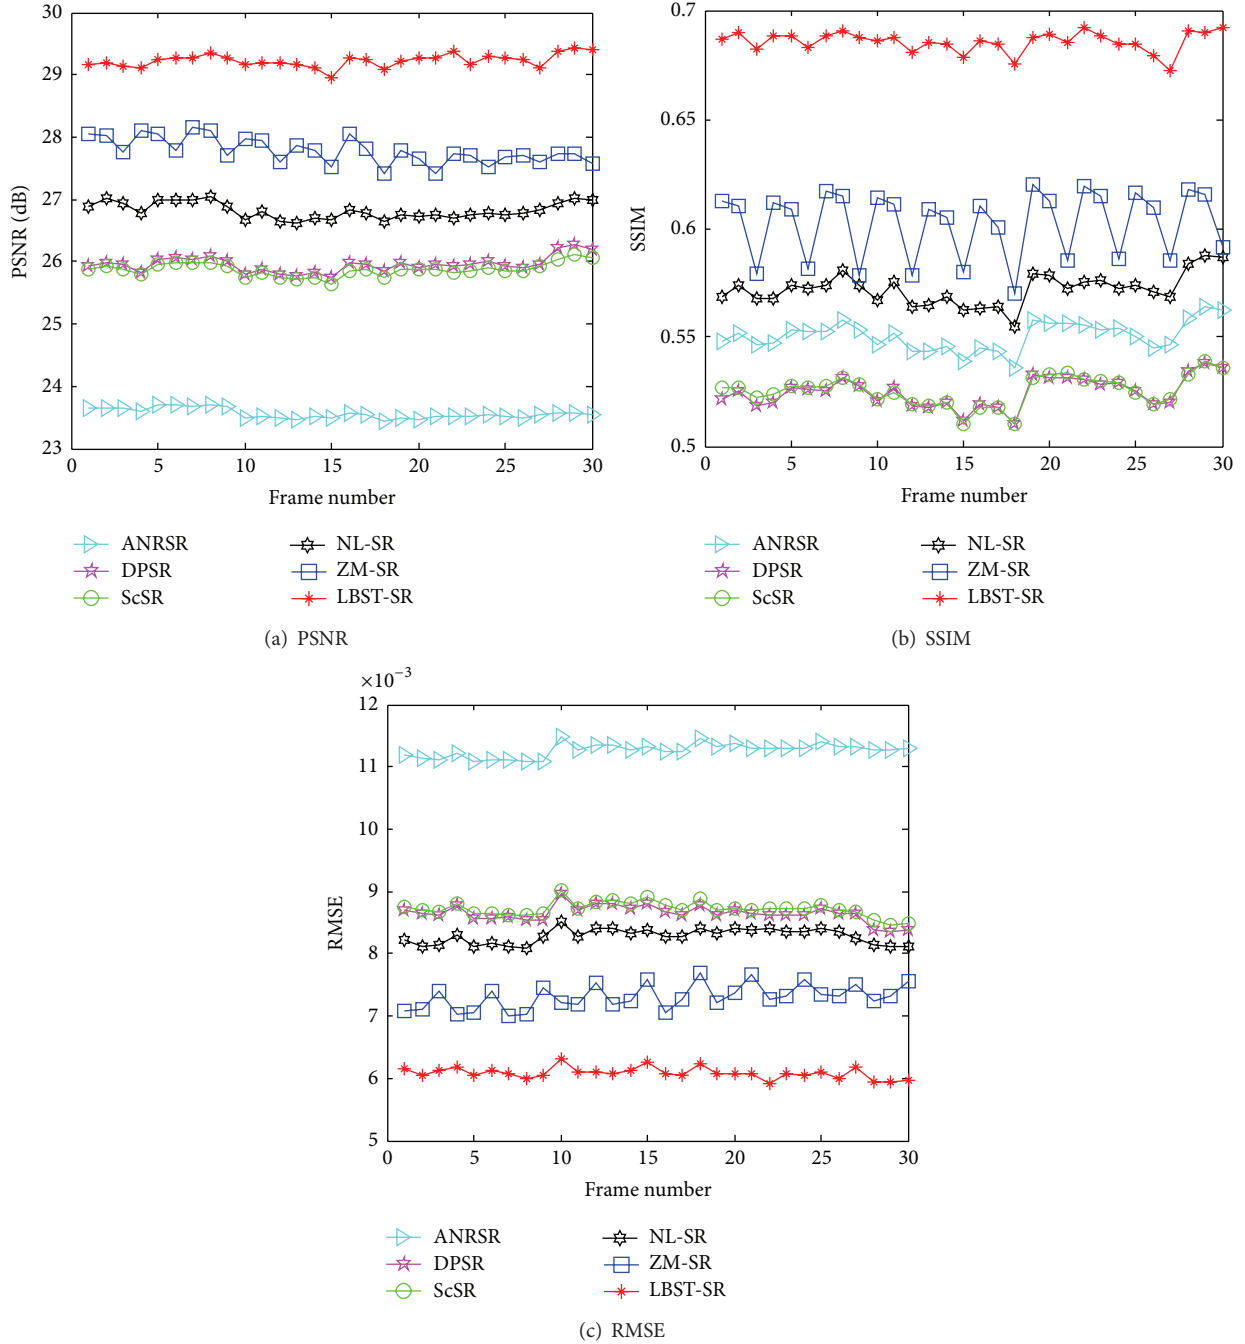 30
29
28
27
26
25
24
23
PSNR (dB)
0 5 10 15 20 25 30
Frame number
ANRSR
DPSR
ScSR
NL-SR
ZM-SR
LBST-SR
(a) PSNR
0.7
0.65
0.6
0.55
0.5
SSIM
0 5 10 15 20 25 30
Frame number
ANRSR
DPSR
ScSR
NL-SR
ZM-SR
LBST-SR
(b) SSIM
×10⁻³
12
11
10
9
8
7
6
5
RMSE
0 5 10 15 20 25 30
Frame number
ANRSR
DPSR
ScSR
NL-SR
ZM-SR
LBST-SR
(c) RMSE